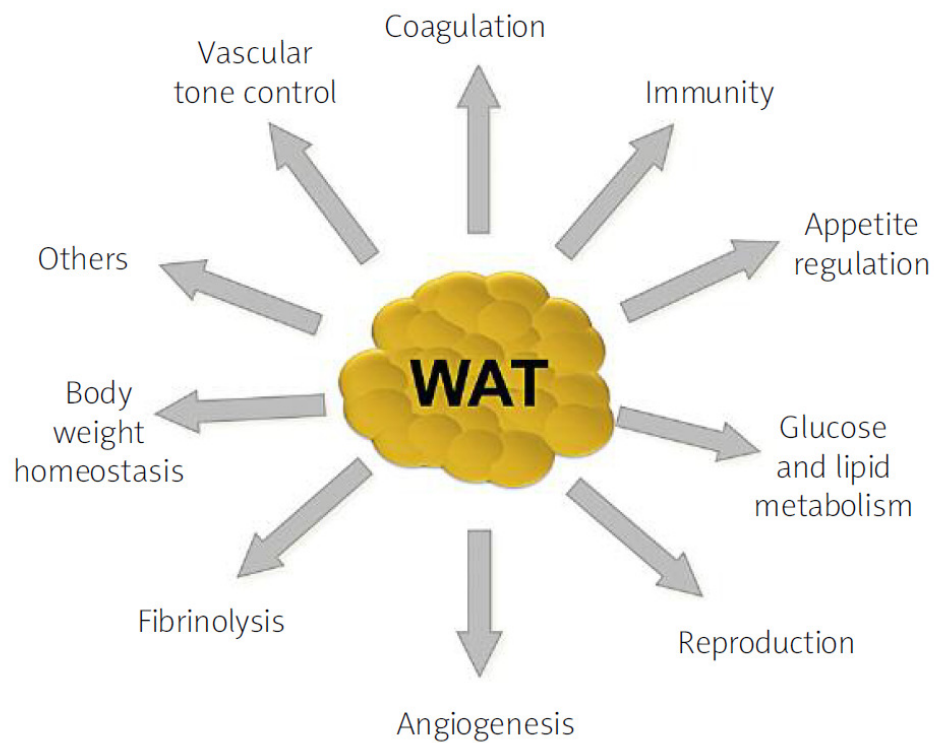 Coagulation
Vascular
tone control
Immunity
Appetite
regulation
Others
WAT
Body
weight
homeostasis
Glucose
and lipid
metabolism
Fibrinolysis
Reproduction
Angiogenesis